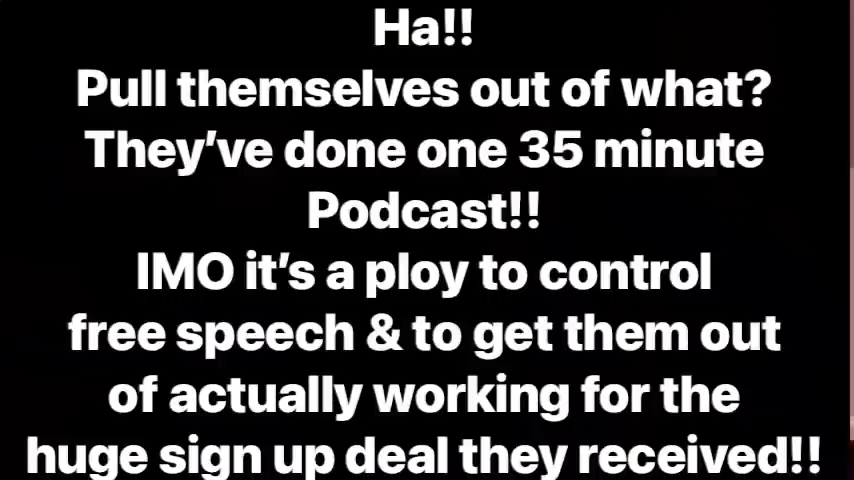 Ha!!
Pull themselves out of what?
They’ve done one 35 minute
Podcast!!
IMO it’s a ploy to control
free speech & to get them out
of actually working for the
huge sign up deal they received!!